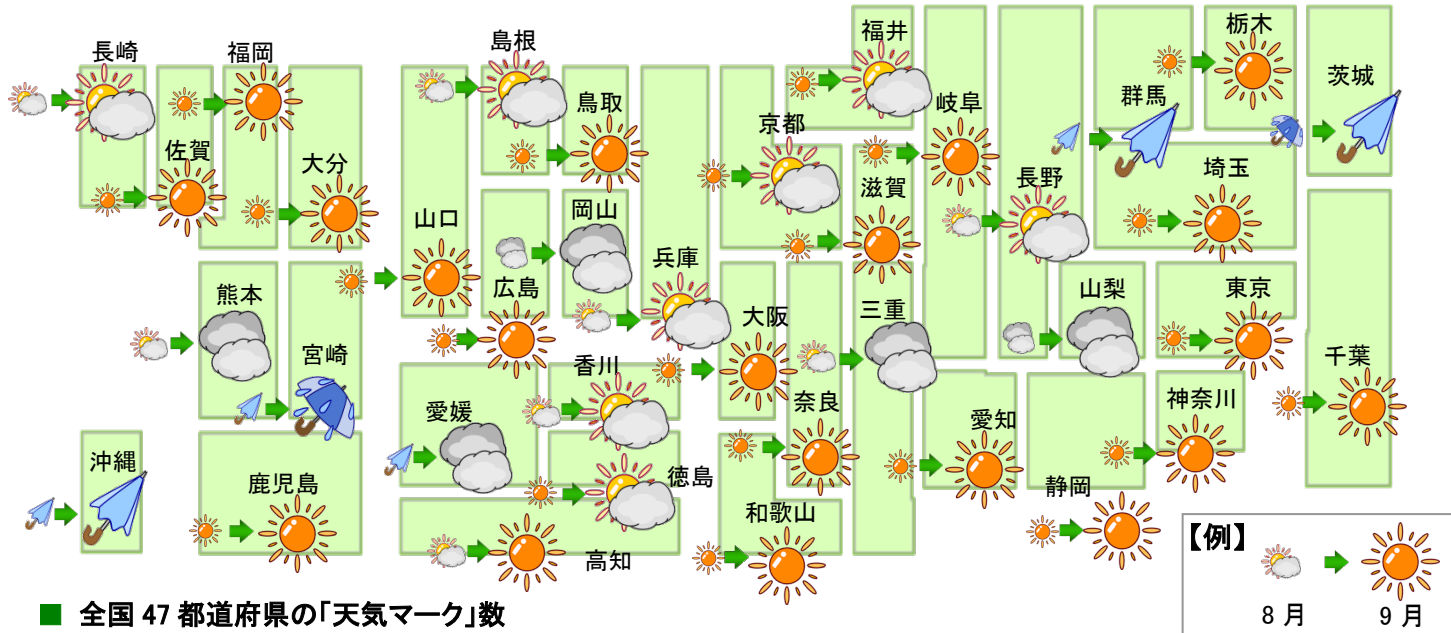 長崎
福岡
島根
福井
栃木
茨城
佐賀
大分
鳥取
京都
岐阜
群馬
山口
岡山
滋賀
長野
埼玉
熊本
宮崎
広島
兵庫
大阪
三重
山梨
東京
千葉
沖縄
鹿児島
愛媛
香川
徳島
高知
奈良
和歌山
愛知
静岡
神奈川
【例】
8月 9月
■ 全国 47 都道府県の「天気マーク」数